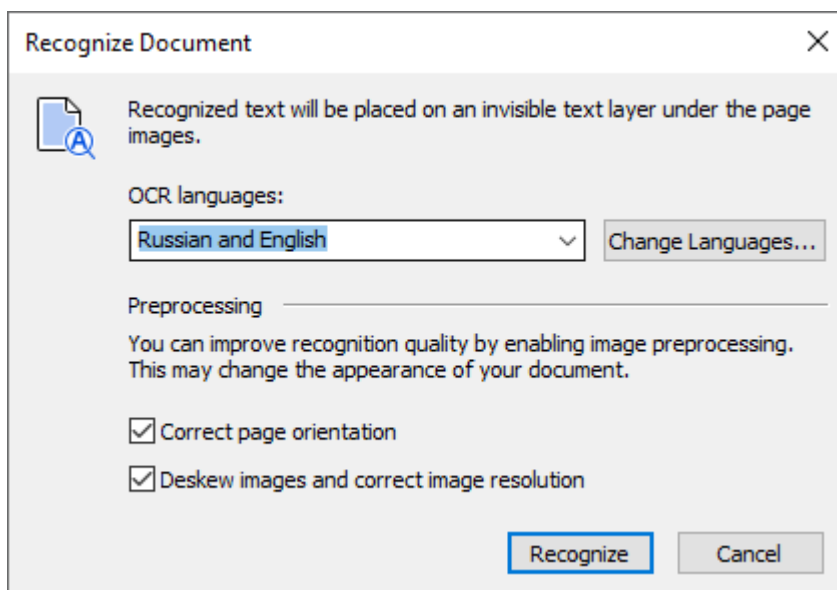 Recognize Document
Recognized text will be placed on an invisible text layer under the page
images.
OCR languages:
Russian and English
Change Languages...
Preprocessing
You can improve recognition quality by enabling image preprocessing.
This may change the appearance of your document.
Correct page orientation
Deskew images and correct image resolution
Recognize
Cancel